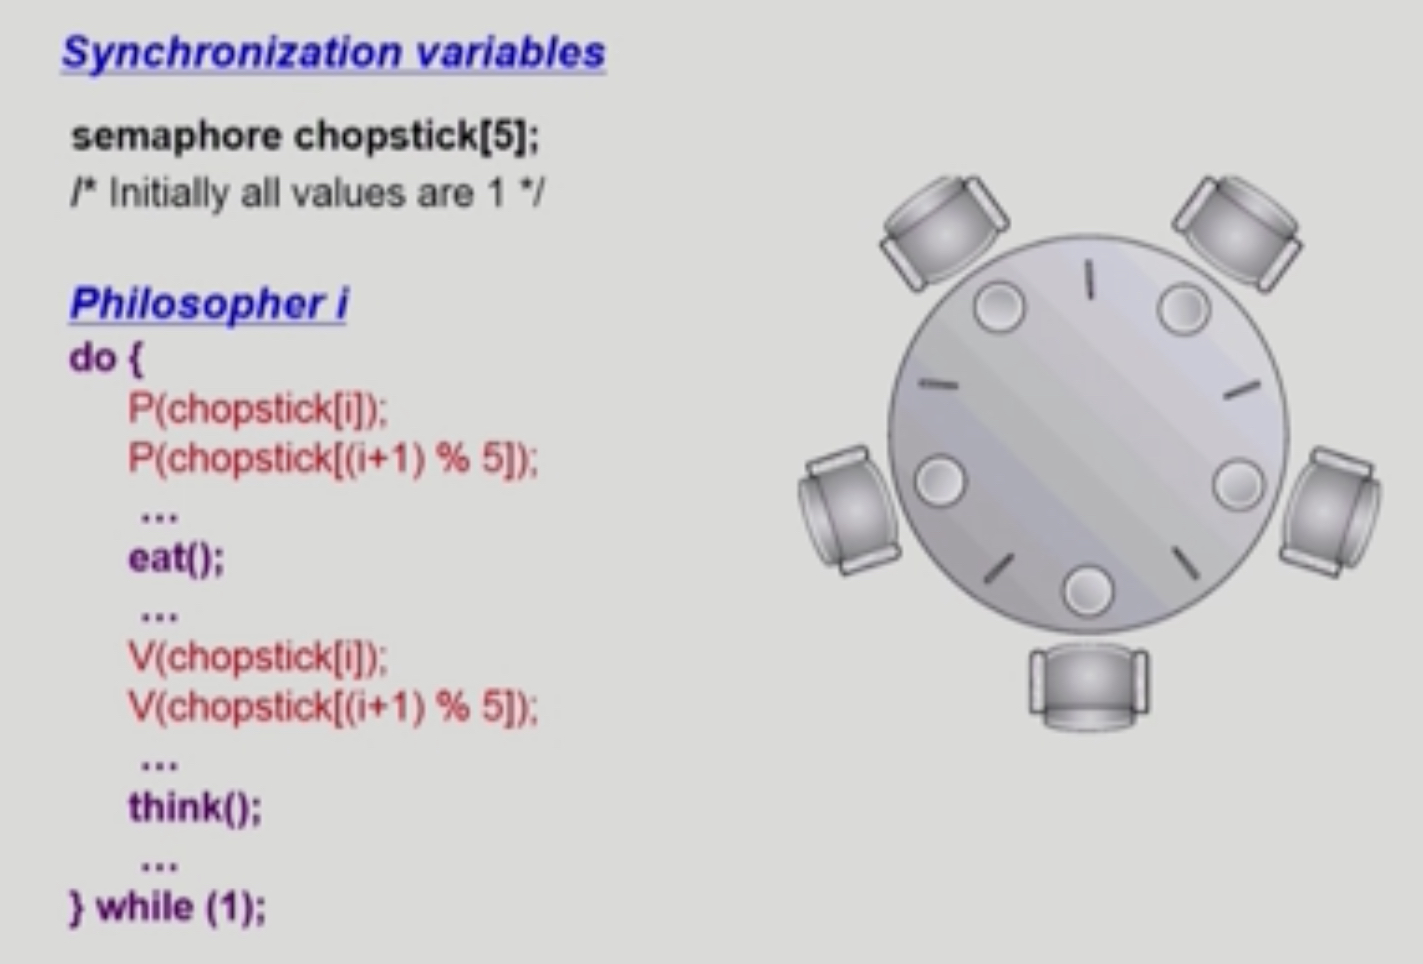 Synchronization variables
semaphore chopstick[5];
/* Initially all values are 1 */
Philosopher i
do {
P(chopstick[i]);
P(chopstick[(i+1) % 5]);
...
eat();
...
V(chopstick[i]);
V(chopstick[(i+1) % 5]);
...
think();
...
} while (1);